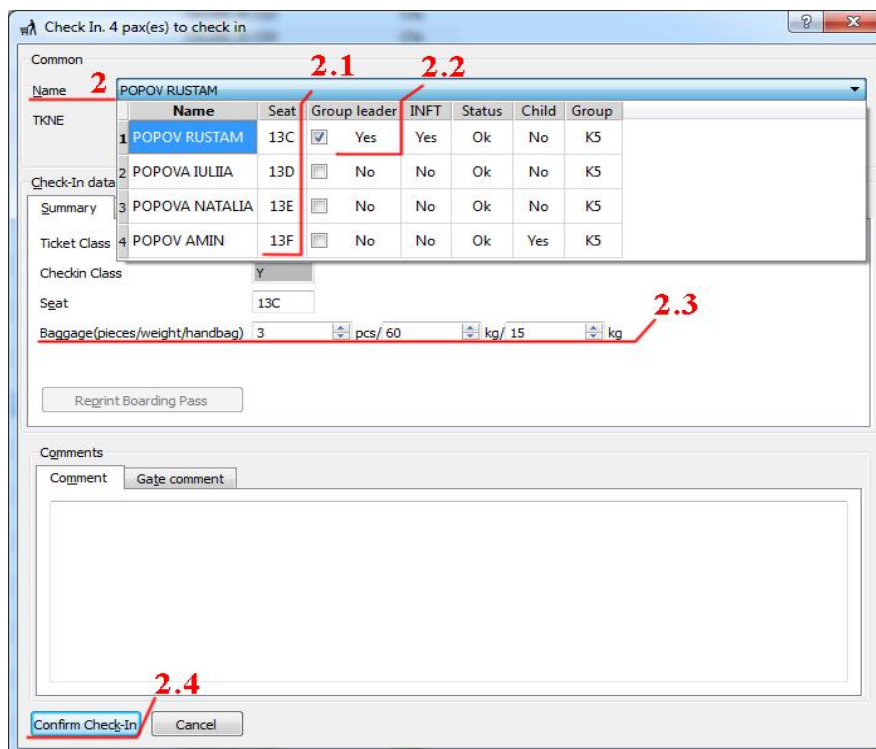 Check In. 4 pax(es) to check in
Common
2.1 2.2
Name 2 POPOV RUSTAM
TKNE
Name Seat Group leader INFT Status Child Group
1 POPOV RUSTAM 13C Yes Yes Ok No K5
2 POPOVA IULIIA 13D No No Ok No K5
3 POPOVA NATALIA 13E No No Ok No K5
4 POPOV AMIN 13F No No Ok Yes K5
Check-In data
Summary
Ticket Class
Checkin Class Y
Seat 13C
2.3
Baggage(pieces/weight/handbag) 3 pcs/ 60 kg/ 15 kg
Reprint Boarding Pass
Comments
Comment Gate comment
2.4
Confirm Check-In Cancel